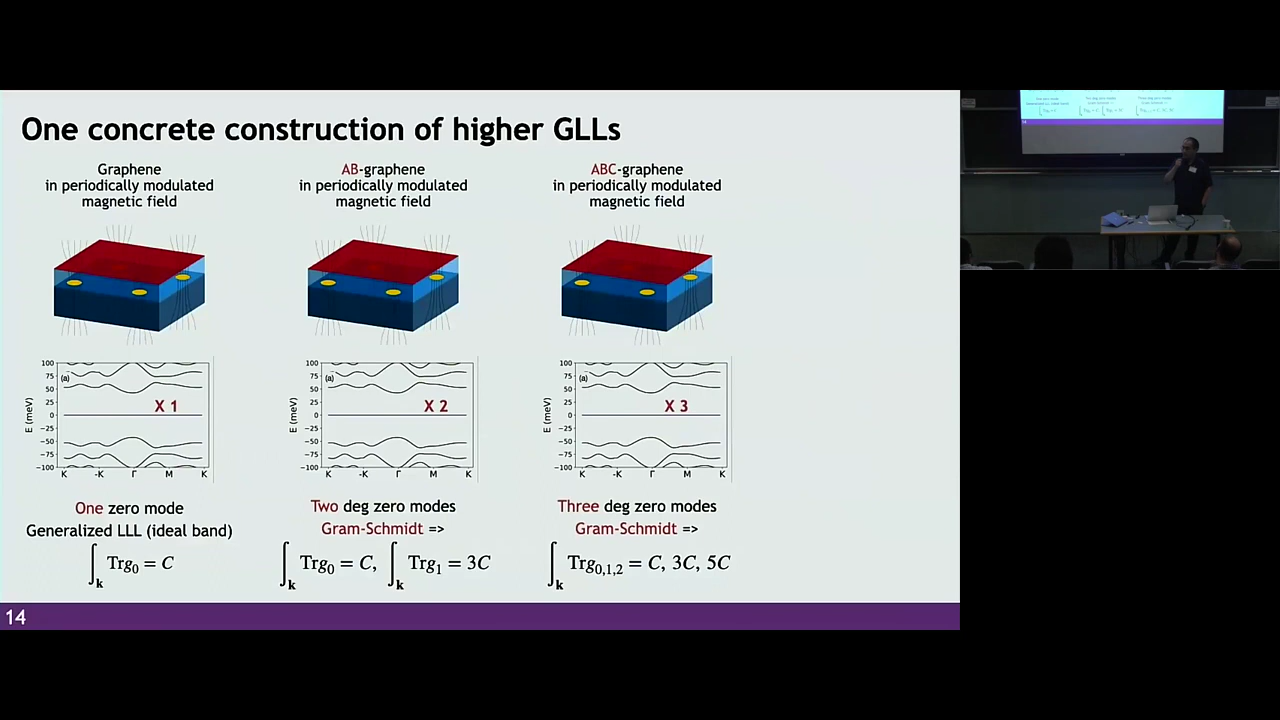 One concrete construction of higher GLLs
Graphene
in periodically modulated
magnetic field
AB-graphene
in periodically modulated
magnetic field
ABC-graphene
in periodically modulated
magnetic field
E (meV)
100
75
50
25
0
−25
−50
−75
−100
(a)
X 1
K -K Γ M K
E (meV)
100
75
50
25
0
−25
−50
−75
−100
(a)
X 2
K -K Γ M K
E (meV)
100
75
50
25
0
−25
−50
−75
−100
(a)
X 3
K -K Γ M K
One zero mode
Generalized LLL (ideal band)
∫k Trg0 = C
Two deg zero modes
Gram-Schmidt =>
∫k Trg0 = C, ∫k Trg1 = 3C
Three deg zero modes
Gram-Schmidt =>
∫k Trg0,1,2 = C, 3C, 5C
14